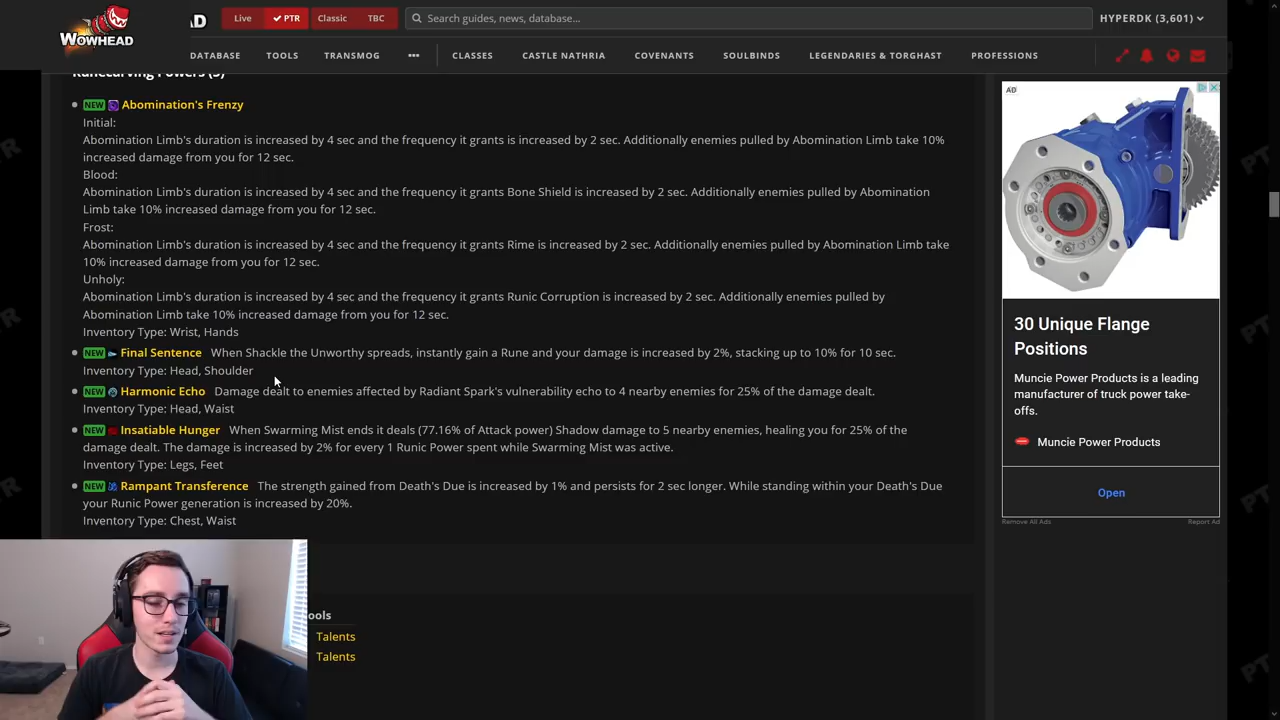 WOWHEAD
AD
Live
✔ PTR
Classic
TBC
Search guides, news, database…
HYPERDK (3,601)
DATABASE
TOOLS
TRANSMOG
•••
CLASSES
CASTLE NATHRIA
COVENANTS
SOULBINDS
LEGENDARIES & TORGHAST
PROFESSIONS
Runecarving Powers (5)
NEW Abomination's Frenzy
Initial:
Abomination Limb's duration is increased by 4 sec and the frequency it grants is increased by 2 sec. Additionally enemies pulled by Abomination Limb take 10%
increased damage from you for 12 sec.
Blood:
Abomination Limb's duration is increased by 4 sec and the frequency it grants Bone Shield is increased by 2 sec. Additionally enemies pulled by Abomination
Limb take 10% increased damage from you for 12 sec.
Frost:
Abomination Limb's duration is increased by 4 sec and the frequency it grants Rime is increased by 2 sec. Additionally enemies pulled by Abomination Limb take
10% increased damage from you for 12 sec.
Unholy:
Abomination Limb's duration is increased by 4 sec and the frequency it grants Runic Corruption is increased by 2 sec. Additionally enemies pulled by
Abomination Limb take 10% increased damage from you for 12 sec.
Inventory Type: Wrist, Hands
NEW Final Sentence When Shackle the Unworthy spreads, instantly gain a Rune and your damage is increased by 2%, stacking up to 10% for 10 sec.
Inventory Type: Head, Shoulder
NEW Harmonic Echo Damage dealt to enemies affected by Radiant Spark's vulnerability echo to 4 nearby enemies for 25% of the damage dealt.
Inventory Type: Head, Waist
NEW Insatiable Hunger When Swarming Mist ends it deals (77.16% of Attack power) Shadow damage to 5 nearby enemies, healing you for 25% of the
damage dealt. The damage is increased by 2% for every 1 Runic Power spent while Swarming Mist was active.
Inventory Type: Legs, Feet
NEW Rampant Transference The strength gained from Death's Due is increased by 1% and persists for 2 sec longer. While standing within your Death's Due
your Runic Power generation is increased by 20%.
Inventory Type: Chest, Waist
ools
Talents
Talents
AD
30 Unique Flange
Positions
Muncie Power Products is a leading
manufacturer of truck power take-
offs.
Muncie Power Products
Open
Remove All Ads
Report Ad